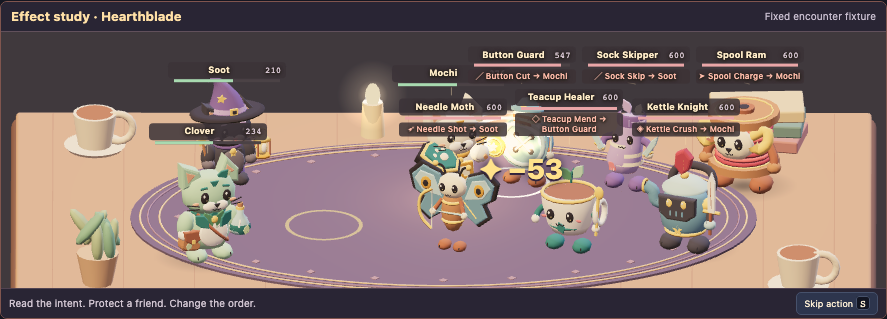 Effect study · Hearthblade
Fixed encounter fixture
Button Guard 547
Sock Skipper 600
Spool Ram 600
Soot 210
Mochi
Button Cut → Mochi
Sock Skip → Soot
Spool Charge → Mochi
Teacup Healer 600
Needle Moth 600
Kettle Knight 600
Clover 234
Needle Shot → Soot
Teacup Mend →
Button Guard
Kettle Crush → Mochi
−53
Read the intent. Protect a friend. Change the order.
Skip action S